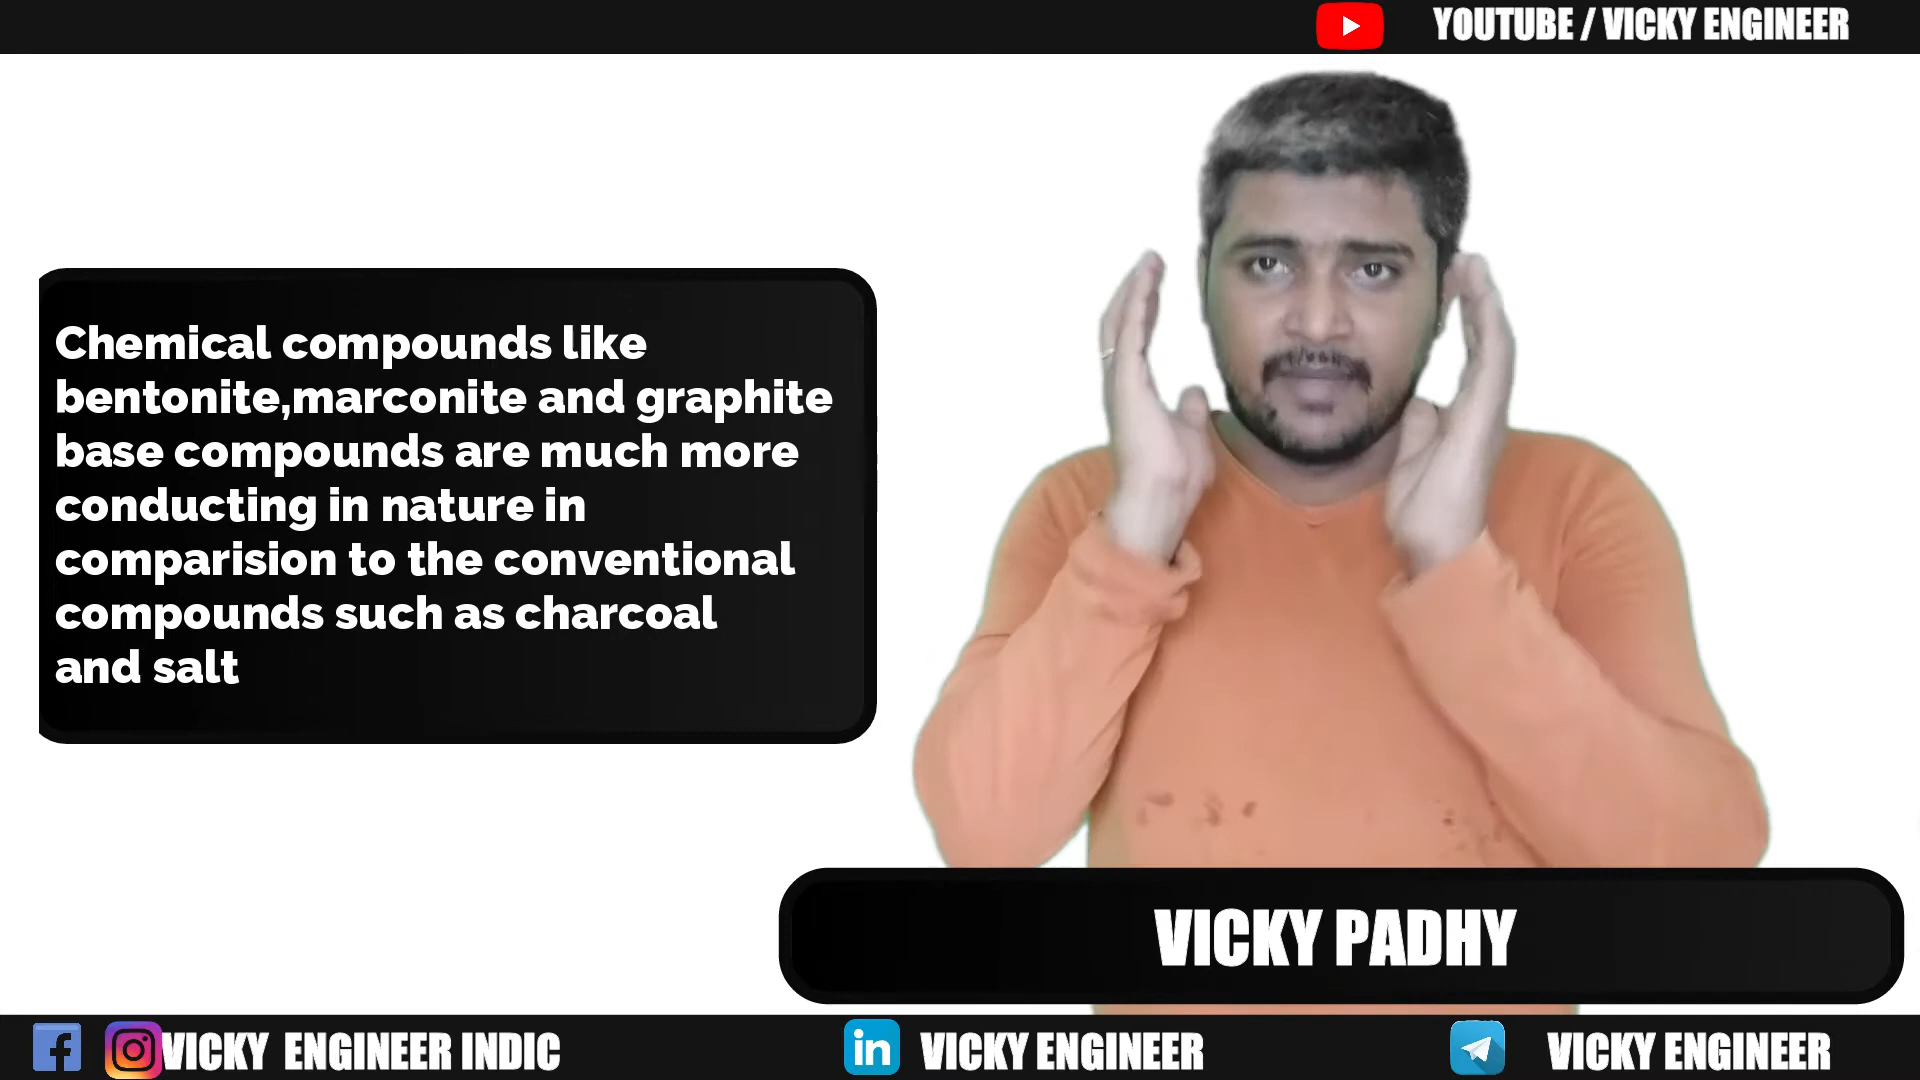 YOUTUBE / VICKY ENGINEER
Chemical compounds like
bentonite,marconite and graphite
base compounds are much more
conducting in nature in
comparision to the conventional
compounds such as charcoal
and salt
VICKY PADHY
VICKY ENGINEER INDIC
VICKY ENGINEER
VICKY ENGINEER